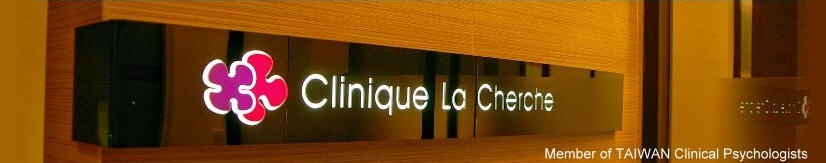 Clinique La Cherche
Member of TAIWAN Clinical Psychologists